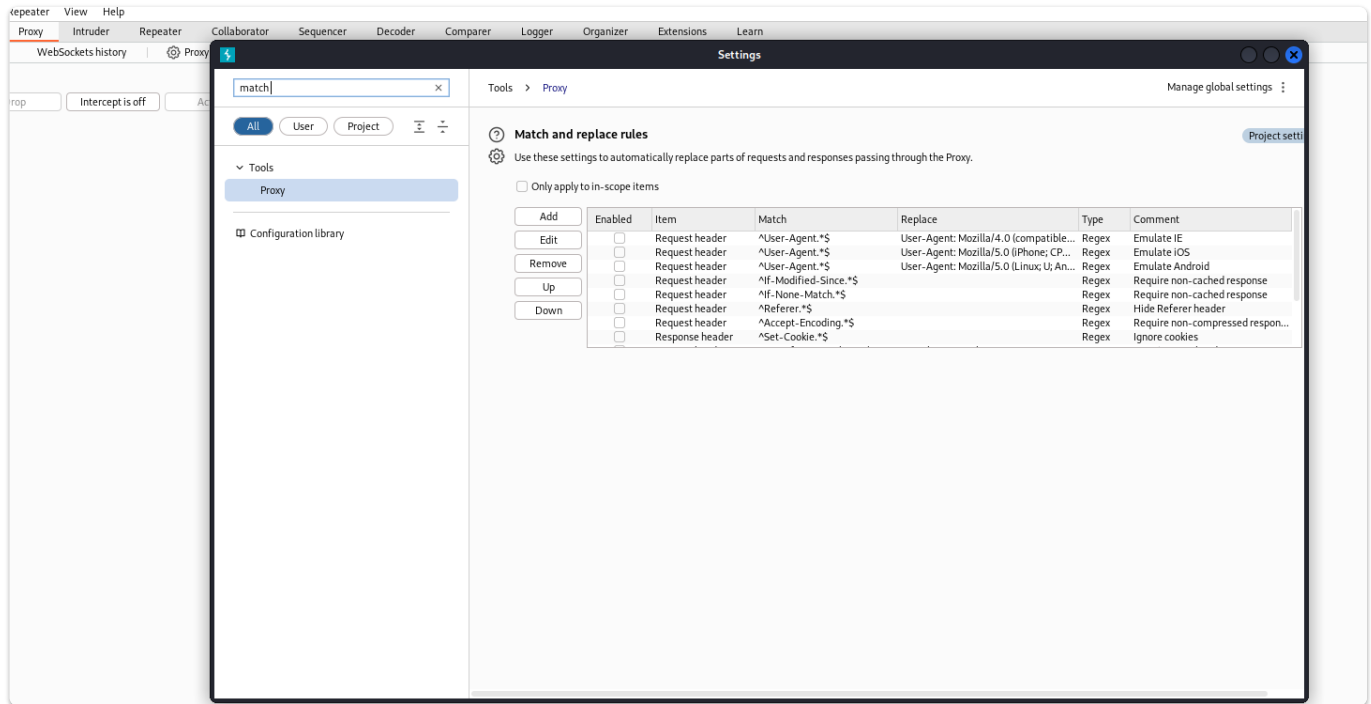 Repeater View Help
Proxy Intruder Repeater Collaborator Sequencer Decoder Comparer Logger Organizer Extensions Learn
WebSockets history Proxy
Settings
Intercept is off
match
Tools > Proxy
Manage global settings
All User Project
Match and replace rules
Project setti
Use these settings to automatically replace parts of requests and responses passing through the Proxy.
Tools
Proxy
Only apply to in-scope items
Configuration library
Add
Edit
Remove
Up
Down
Enabled Item Match Replace Type Comment
Request header ^User-Agent.*$ User-Agent: Mozilla/4.0 (compatible... Regex Emulate IE
Request header ^User-Agent.*$ User-Agent: Mozilla/5.0 (iPhone; CP... Regex Emulate iOS
Request header ^User-Agent.*$ User-Agent: Mozilla/5.0 (Linux; U; An... Regex Emulate Android
Request header ^If-Modified-Since.*$ Regex Require non-cached response
Request header ^If-None-Match.*$ Regex Require non-cached response
Request header ^Referer.*$ Regex Hide Referer header
Request header ^Accept-Encoding.*$ Regex Require non-compressed respon...
Response header ^Set-Cookie.*$ Regex Ignore cookies